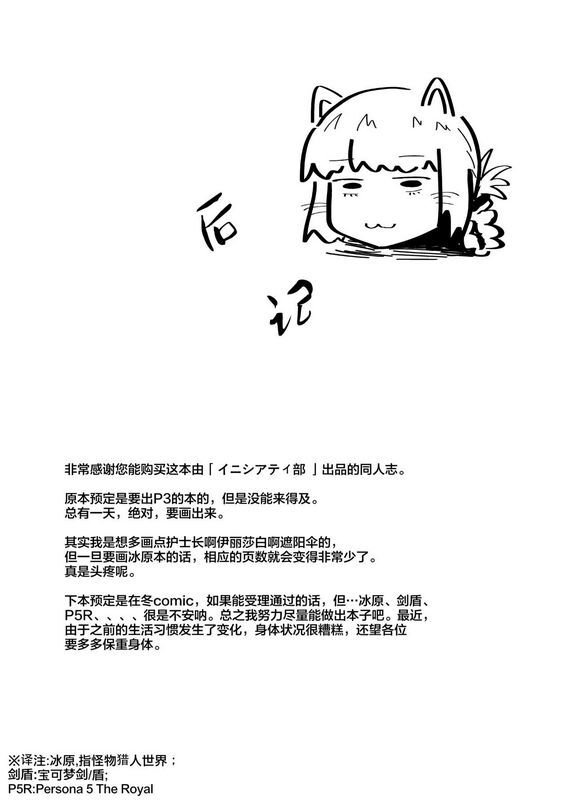 后记
非常感谢您能购买这本由「イニシアティ部 」出品的同人志。
原本预定是要出P3的本的，但是没能来得及。
总有一天，绝对，要画出来。
其实我是想多画点护士长啊伊丽莎白啊遮阳伞的，
但一旦要画冰原本的话，相应的页数就会变得非常少了。
真是头疼呢。
下本预定是在冬comic，如果能受理通过的话，但…冰原、剑盾、
P5R、、、、很是不安呐。总之我努力尽量能做出本子吧。最近，
由于之前的生活习惯发生了变化，身体状况很糟糕，还望各位
要多多保重身体。
※译注:冰原,指怪物猎人世界；
剑盾:宝可梦剑/盾;
P5R:Persona 5 The Royal